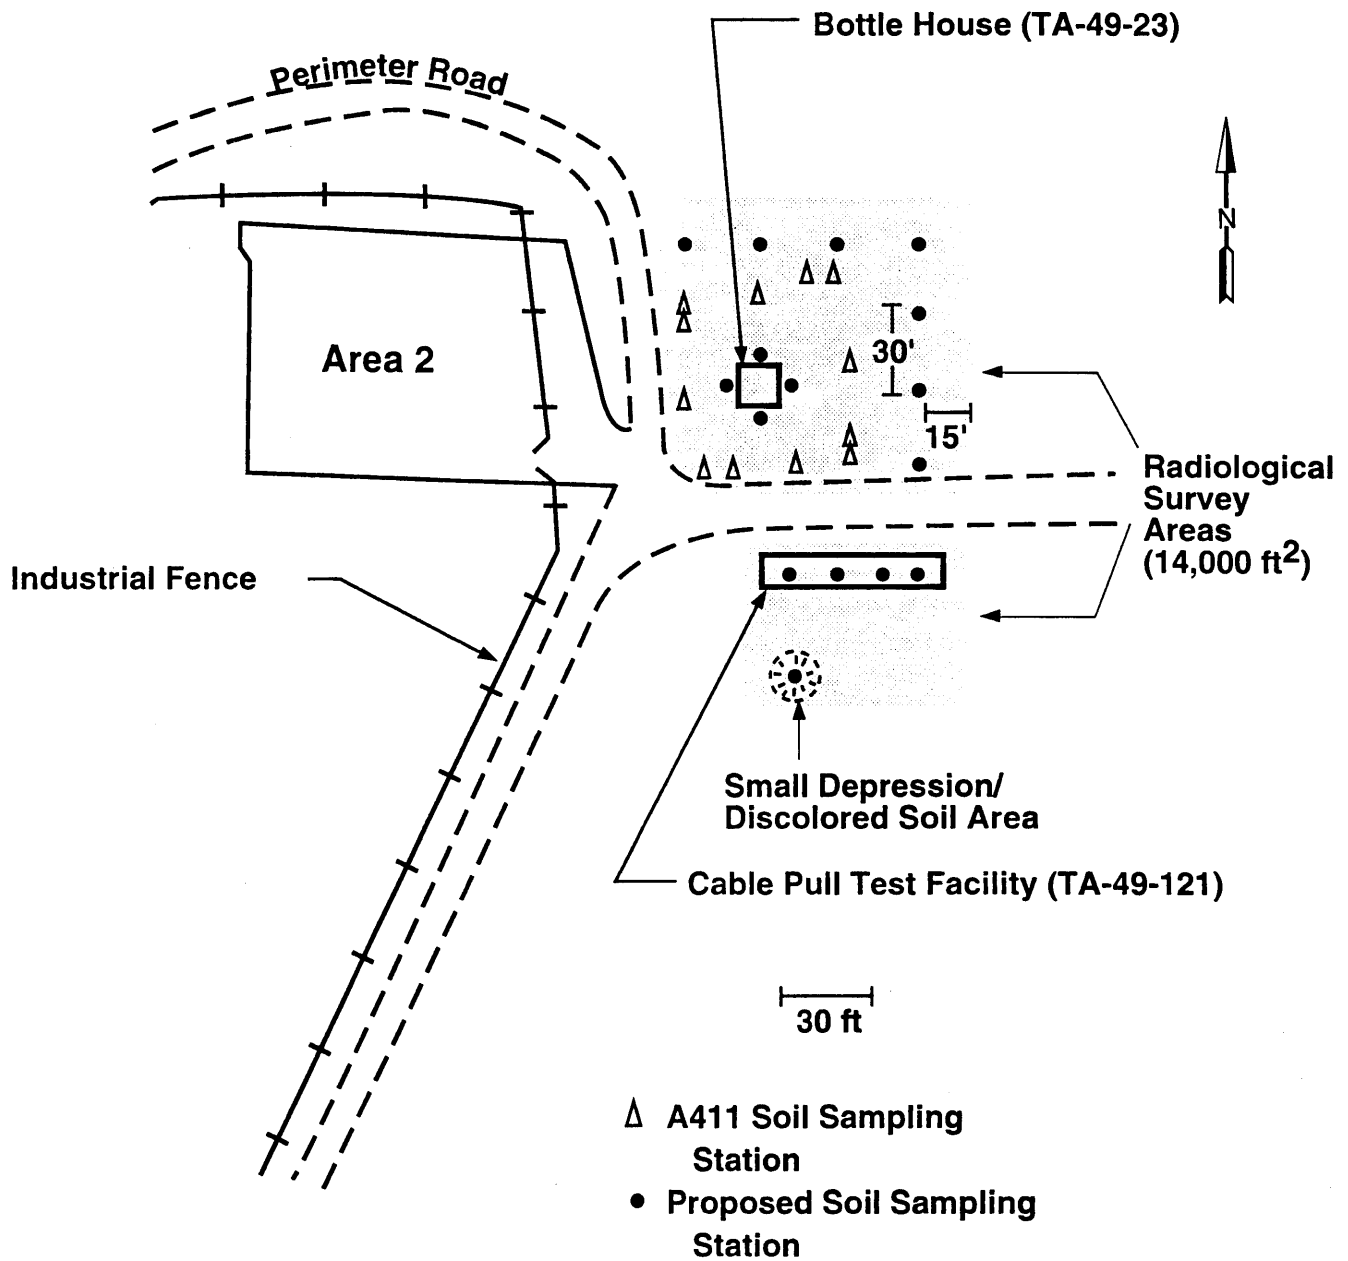 Bottle House (TA-49-23)
Perimeter Road
N
Area 2
30'
15'
Radiological
Survey
Areas
(14,000 ft²)
Industrial Fence
Small Depression/
Discolored Soil Area
Cable Pull Test Facility (TA-49-121)
30 ft
A411 Soil Sampling
Station
Proposed Soil Sampling
Station